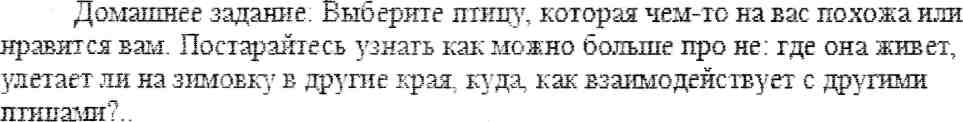 Домашнее задание: Выберите птицу, которая чем-то на вас похожа или
нравится вам. Постарайтесь узнать как можно больше про не: где она живет,
улетает ли на зимовку в другие края, куда, как взаимодействует с другими
птицами?..